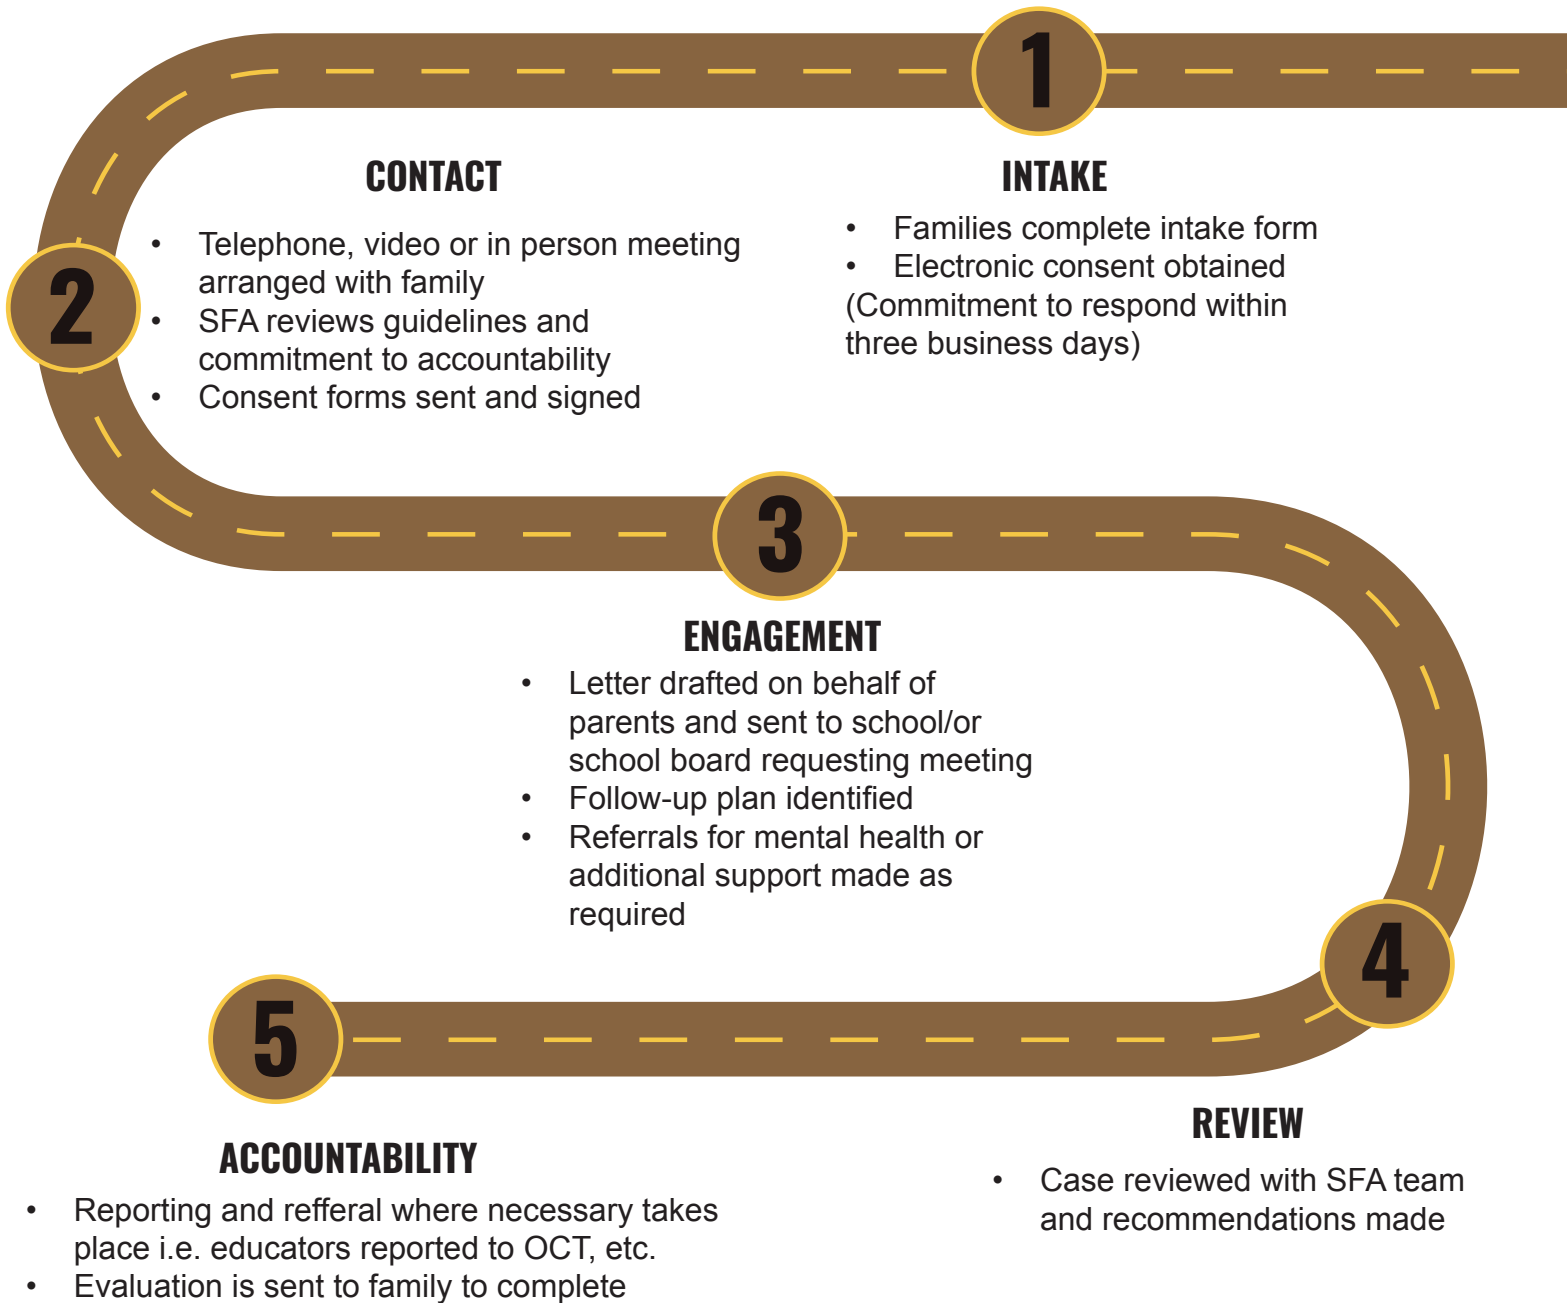 1
INTAKE
• Families complete intake form
• Electronic consent obtained
(Commitment to respond within
three business days)
2
CONTACT
• Telephone, video or in person meeting
arranged with family
• SFA reviews guidelines and
commitment to accountability
• Consent forms sent and signed
3
ENGAGEMENT
• Letter drafted on behalf of
parents and sent to school/or
school board requesting meeting
• Follow-up plan identified
• Referrals for mental health or
additional support made as
required
4
REVIEW
• Case reviewed with SFA team
and recommendations made
5
ACCOUNTABILITY
• Reporting and refferal where necessary takes
place i.e. educators reported to OCT, etc.
• Evaluation is sent to family to complete